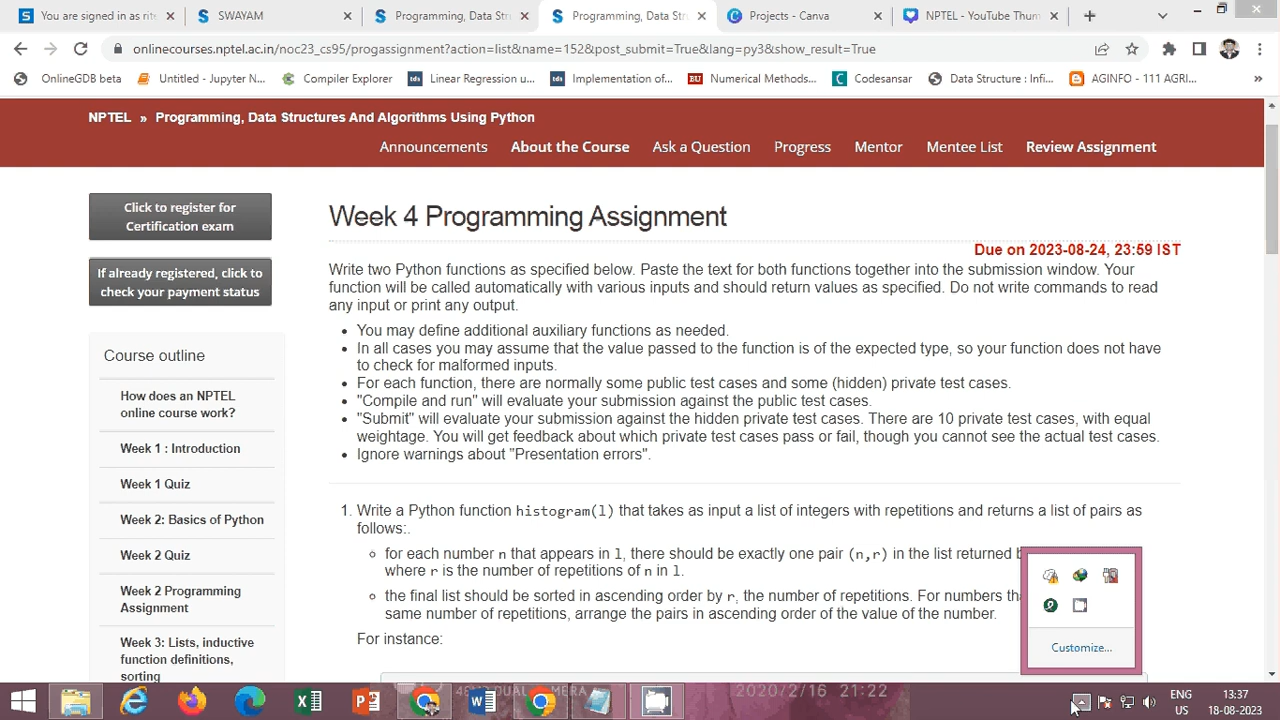 You are signed in as rite
SWAYAM
Programming, Data Stru
Programming, Data Stru
Projects - Canva
NPTEL - YouTube Thum
onlinecourses.nptel.ac.in/noc23_cs95/progassignment?action=list&name=152&post_submit=True&lang=py3&show_result=True
OnlineGDB beta
Untitled - Jupyter N...
Compiler Explorer
Linear Regression u...
Implementation of...
Numerical Methods...
Codesansar
Data Structure : Infi...
AGINFO - 111 AGRI...
NPTEL » Programming, Data Structures And Algorithms Using Python
Announcements About the Course Ask a Question Progress Mentor Mentee List Review Assignment
Click to register for
Certification exam
If already registered, click to
check your payment status
Course outline
How does an NPTEL
online course work?
Week 1 : Introduction
Week 1 Quiz
Week 2: Basics of Python
Week 2 Quiz
Week 2 Programming
Assignment
Week 3: Lists, inductive
function definitions,
sorting
Week 4 Programming Assignment
Due on 2023-08-24, 23:59 IST
Write two Python functions as specified below. Paste the text for both functions together into the submission window. Your
function will be called automatically with various inputs and should return values as specified. Do not write commands to read
any input or print any output.
• You may define additional auxiliary functions as needed.
• In all cases you may assume that the value passed to the function is of the expected type, so your function does not have
to check for malformed inputs.
• For each function, there are normally some public test cases and some (hidden) private test cases.
• "Compile and run" will evaluate your submission against the public test cases.
• "Submit" will evaluate your submission against the hidden private test cases. There are 10 private test cases, with equal
weightage. You will get feedback about which private test cases pass or fail, though you cannot see the actual test cases.
• Ignore warnings about "Presentation errors".
1. Write a Python function histogram(l) that takes as input a list of integers with repetitions and returns a list of pairs as
follows:.
for each number n that appears in l, there should be exactly one pair (n,r) in the list returned
where r is the number of repetitions of n in l.
the final list should be sorted in ascending order by r, the number of repetitions. For numbers
same number of repetitions, arrange the pairs in ascending order of the value of the number.
For instance:
Customize...
DUAL CAMERA
2020/2/16 21:22
ENG
US
13:37
18-08-2023